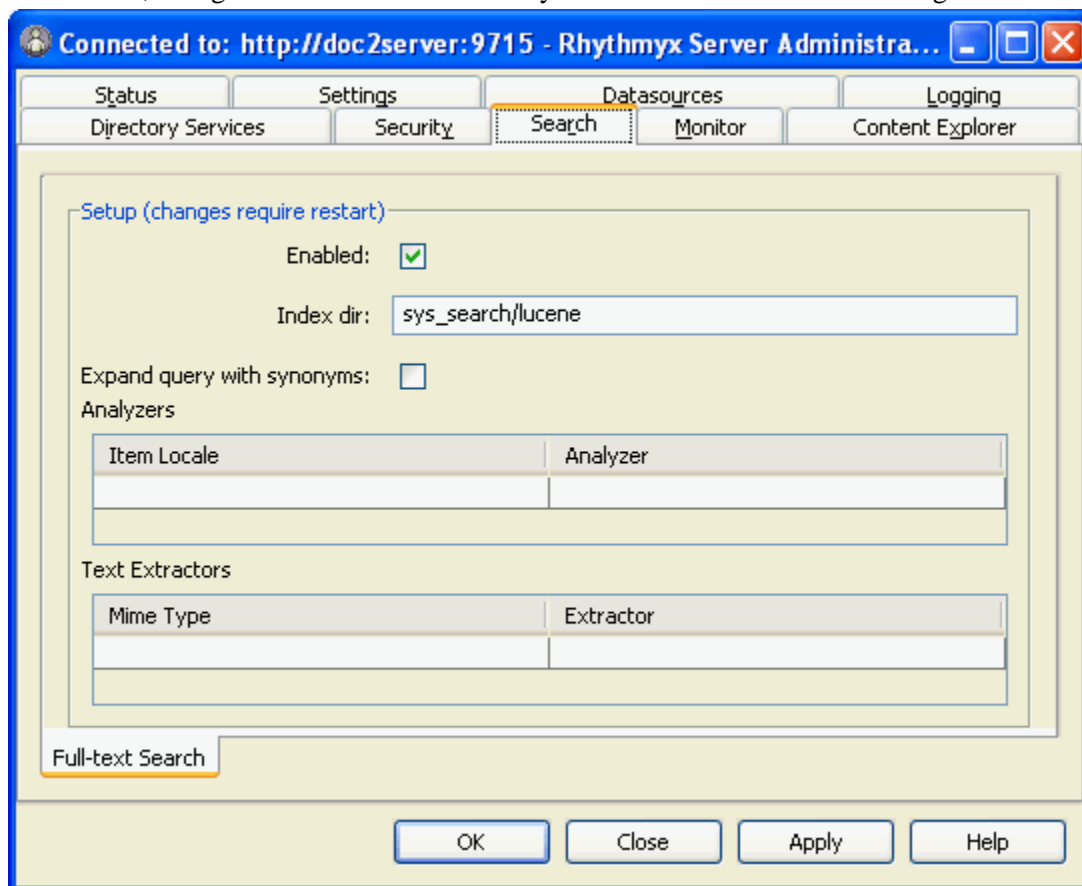 Connected to: http://doc2server:9715 - Rhythmyx Server Administra...
Status Settings Datasources Logging
Directory Services Security Search Monitor Content Explorer
Setup (changes require restart)
Enabled:
Index dir: sys_search/lucene
Expand query with synonyms:
Analyzers
Item Locale Analyzer
Text Extractors
Mime Type Extractor
Full-text Search
OK Close Apply Help